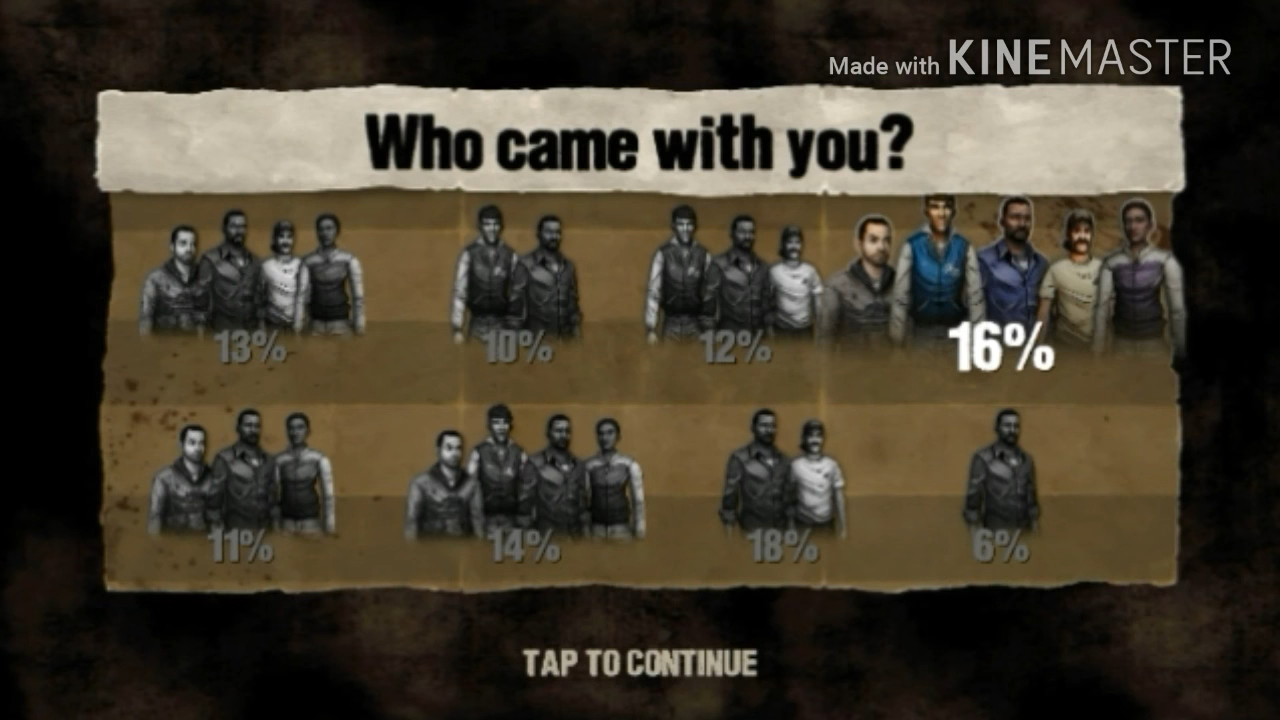 Made with KINEMASTER
Who came with you?
13%
10%
12%
16%
11%
14%
18%
6%
TAP TO CONTINUE